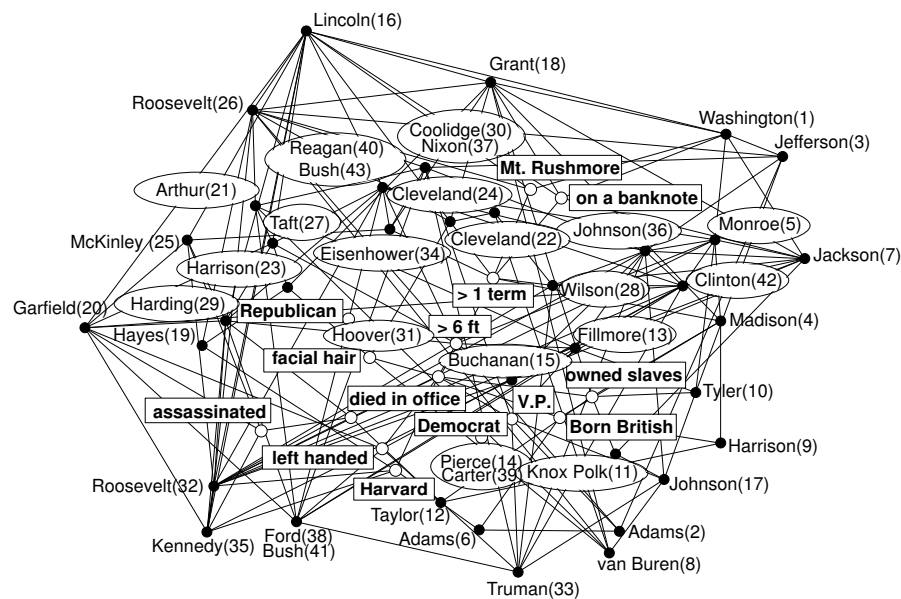 Lincoln(16)
Grant(18)
Roosevelt(26)
Washington(1)
Coolidge(30)
Nixon(37)
Jefferson(3)
Reagan(40)
Bush(43)
Mt. Rushmore
Arthur(21)
Cleveland(24)
on a banknote
Taft(27)
Johnson(36)
Monroe(5)
McKinley (25)
Eisenhower(34)
Cleveland(22)
Jackson(7)
Harrison(23)
Clinton(42)
> 1 term
Wilson(28)
Garfield(20)
Harding(29)
Republican
Madison(4)
Hayes(19)
Hoover(31)
> 6 ft
Fillmore(13)
facial hair
Buchanan(15)
owned slaves
Tyler(10)
died in office
V.P.
assassinated
Democrat
Born British
Harrison(9)
left handed
Pierce(14)
Carter(39)
Knox Polk(11)
Roosevelt(32)
Harvard
Johnson(17)
Taylor(12)
Kennedy(35)
Ford(38)
Bush(41)
Adams(6)
Adams(2)
van Buren(8)
Truman(33)